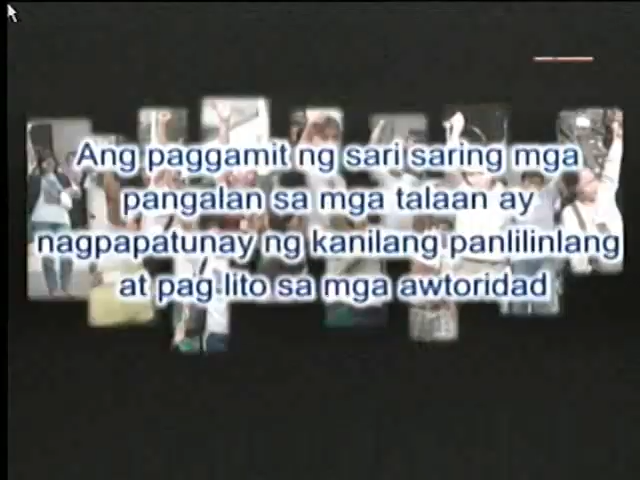 Ang paggamit ng sari saring mga
pangalan sa mga talaan ay
nagpapatunay ng kanilang panlilinlang
at pag lito sa mga awtoridad